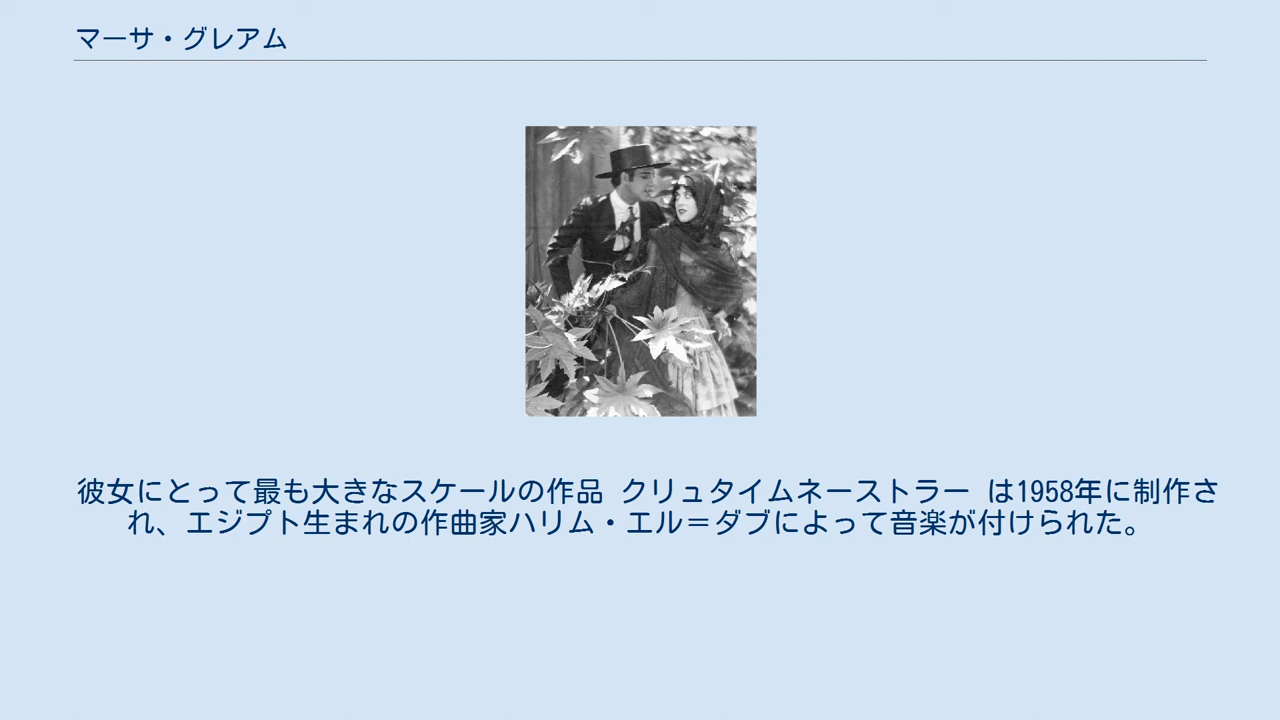 マーサ・グレアム
彼女にとって最も大きなスケールの作品 クリュタイムネーストラー は1958年に制作さ
れ、エジプト生まれの作曲家ハリム・エル＝ダブによって音楽が付けられた。